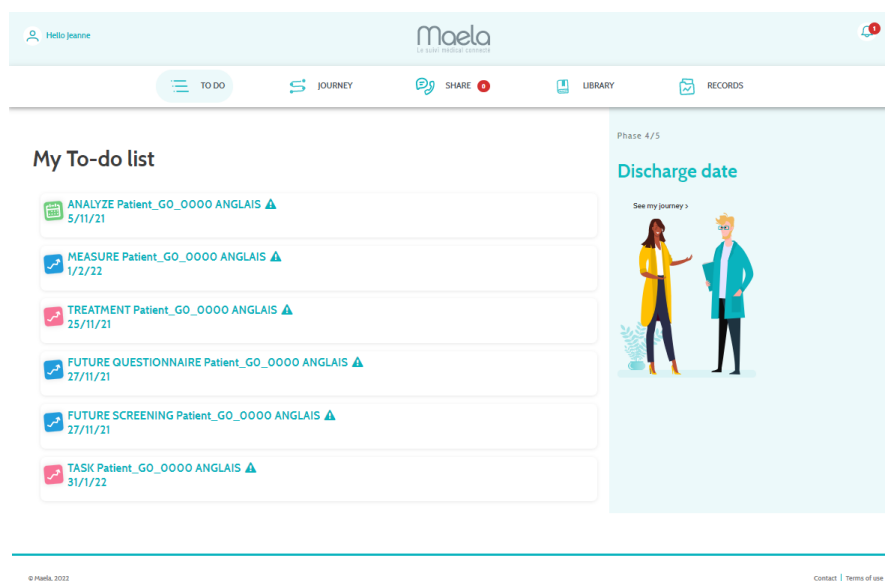 Hello Jeanne
Maela
Le suivi médical connecté
1
TO DO
JOURNEY
SHARE 0
LIBRARY
RECORDS
My To-do list
ANALYZE Patient_GO_0000 ANGLAIS
5/11/21
MEASURE Patient_GO_0000 ANGLAIS
1/2/22
TREATMENT Patient_GO_0000 ANGLAIS
25/11/21
FUTURE QUESTIONNAIRE Patient_GO_0000 ANGLAIS
27/11/21
FUTURE SCREENING Patient_GO_0000 ANGLAIS
27/11/21
TASK Patient_GO_0000 ANGLAIS
31/1/22
Phase 4/5
Discharge date
See my journey >
© Maela, 2022
Contact | Terms of use